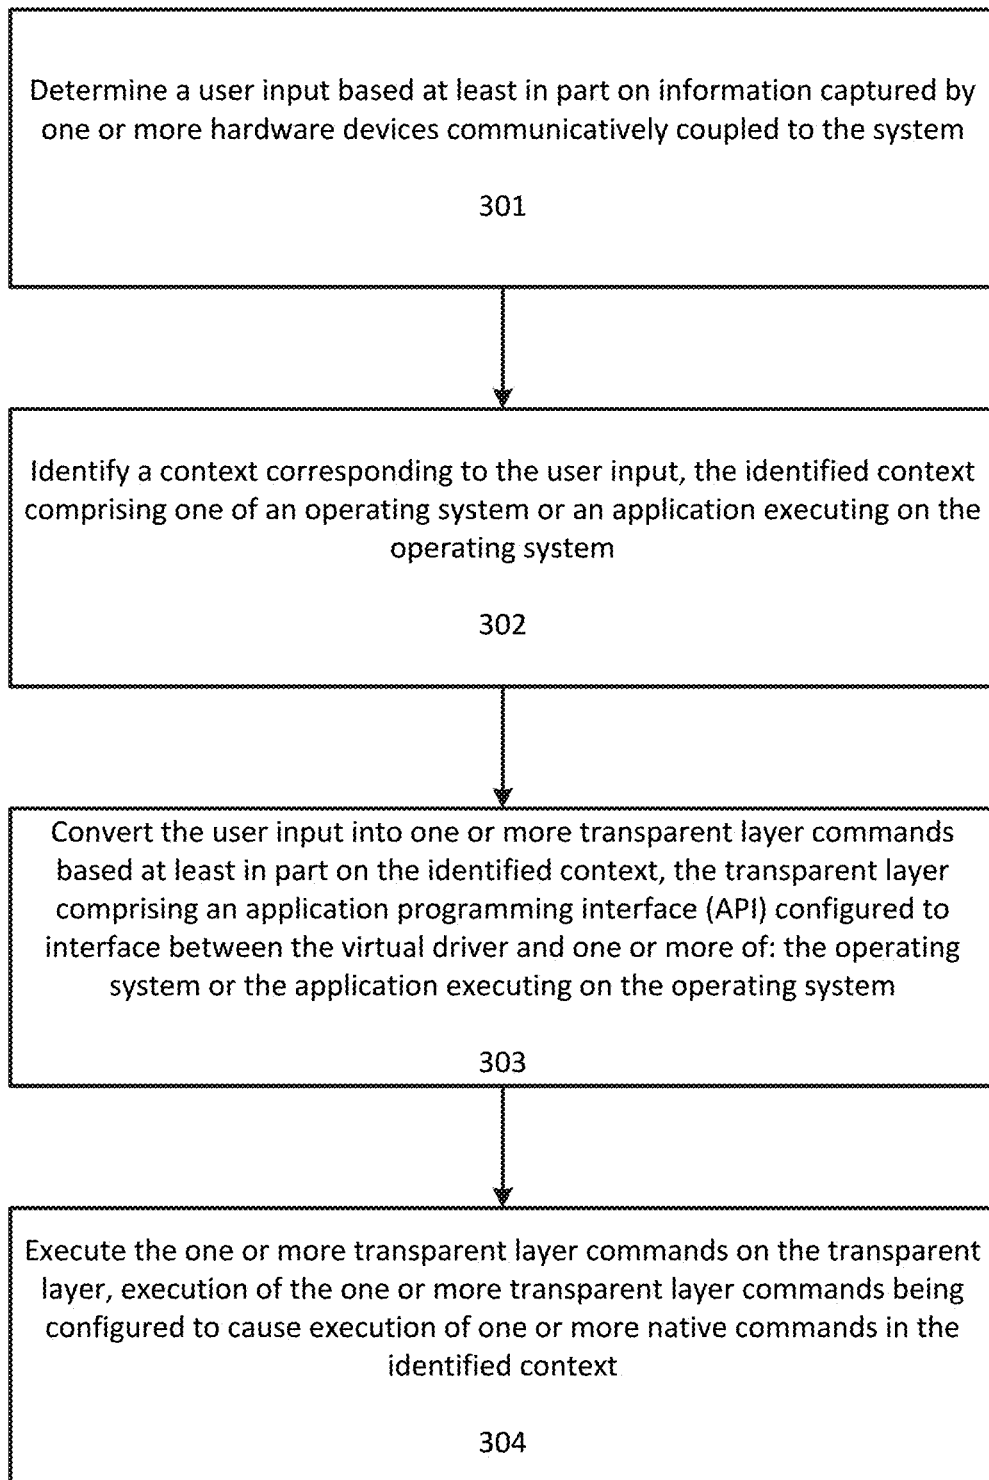 Determine a user input based at least in part on information captured by
one or more hardware devices communicatively coupled to the system
301
Identify a context corresponding to the user input, the identified context
comprising one of an operating system or an application executing on the
operating system
302
Convert the user input into one or more transparent layer commands
based at least in part on the identified context, the transparent layer
comprising an application programming interface (API) configured to
interface between the virtual driver and one or more of: the operating
system or the application executing on the operating system
303
Execute the one or more transparent layer commands on the transparent
layer, execution of the one or more transparent layer commands being
configured to cause execution of one or more native commands in the
identified context
304